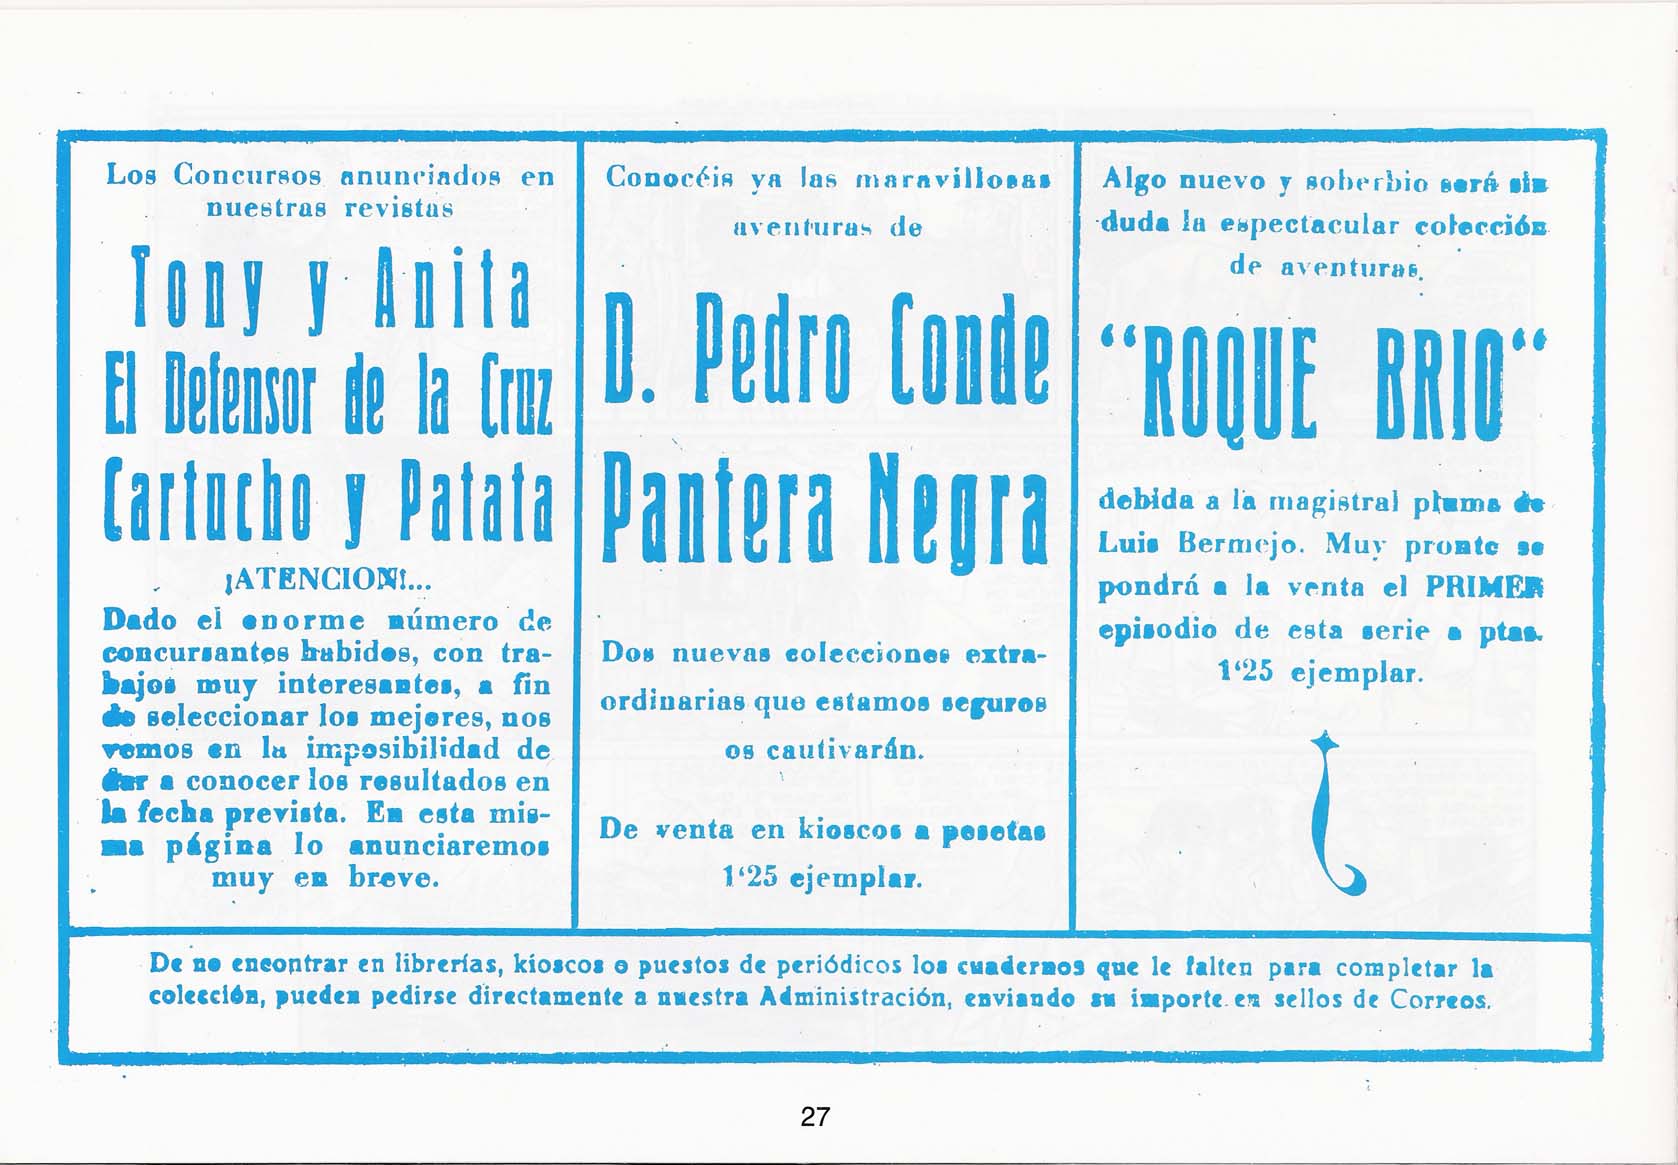 Los Concursos anunciados en
nuestras revistas
Tony y Anita
El Defensor de la Cruz
Cartucho y Patata
¡ATENCION!...
Dado el enorme número de
concursantes habidos, con tra-
bajos muy interesantes, a fin
de seleccionar los mejores, nos
vemos en la imposibilidad de
dar a conocer los resultados en
la fecha prevista. En esta mis-
ma página lo anunciaremos
muy en breve.
Conocéis ya las maravillosas
aventuras de
D. Pedro Conde
Pantera Negra
Dos nuevas colecciones extra-
ordinarias que estamos seguros
os cautivarán.
De venta en kioscos a pesetas
1‘25 ejemplar.
Algo nuevo y soberbio será sin
duda la espectacular colección
de aventuras.
“ROQUE BRIO“
debida a la magistral pluma de
Luis Bermejo. Muy pronto se
pondrá a la venta el PRIMER
episodio de esta serie a ptas.
1‘25 ejemplar.
De no encontrar en librerías, kioscos o puestos de periódicos los cuadernos que le falten para completar la
colección, pueden pedirse directamente a nuestra Administración, enviando su importe en sellos de Correos.
27